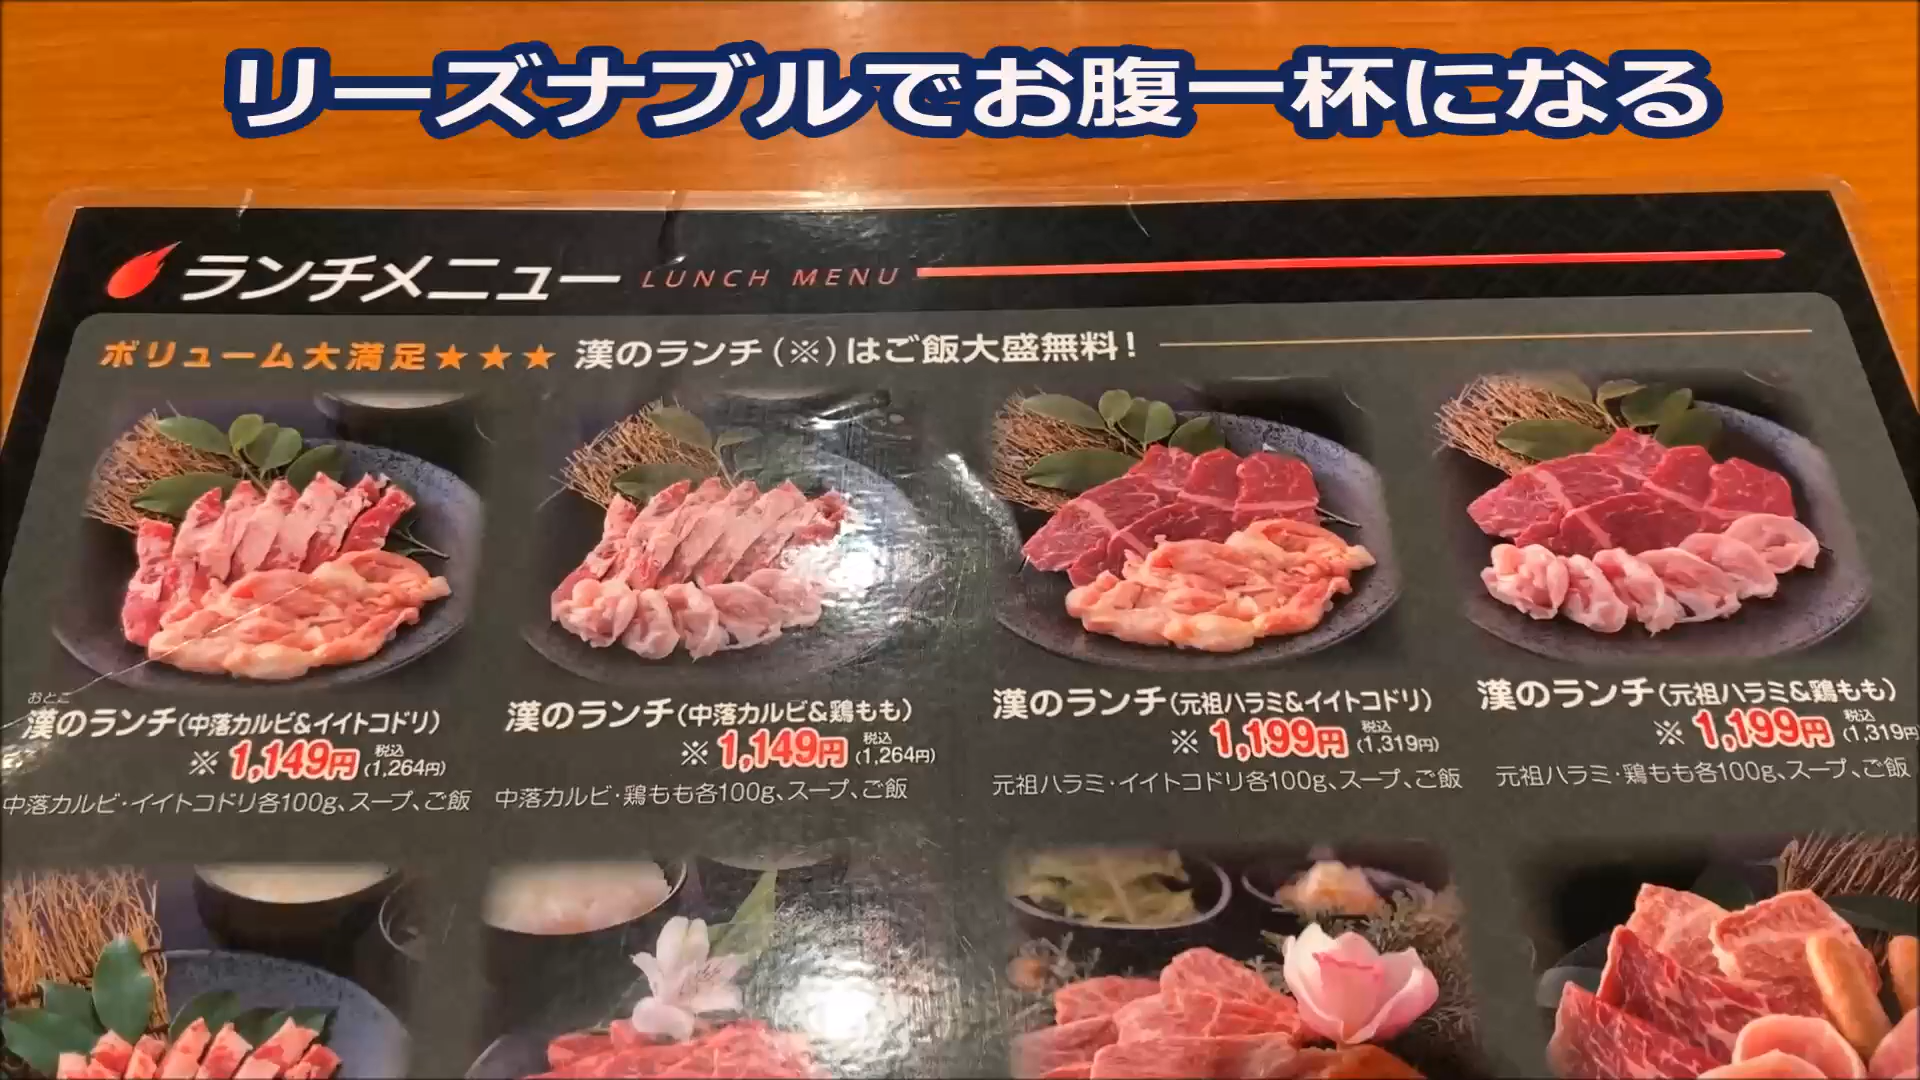 リーズナブルでお腹一杯になる
ランチメニュー LUNCH MENU
ボリューム大満足★★★ 漢のランチ(※)はご飯大盛無料!
おとこ
漢のランチ(中落カルビ&イイトコドリ)
※1,149円 税込(1,264円)
中落カルビ・イイトコドリ各100g、スープ、ご飯
漢のランチ(中落カルビ&鶏もも)
※1,149円 税込(1,264円)
中落カルビ・鶏もも各100g、スープ、ご飯
漢のランチ(元祖ハラミ&イイトコドリ)
※1,199円 税込(1,319円)
元祖ハラミ・イイトコドリ各100g、スープ、ご飯
漢のランチ(元祖ハラミ&鶏もも)
※1,199円 税込(1,319円
元祖ハラミ・鶏もも各100g、スープ、ご飯